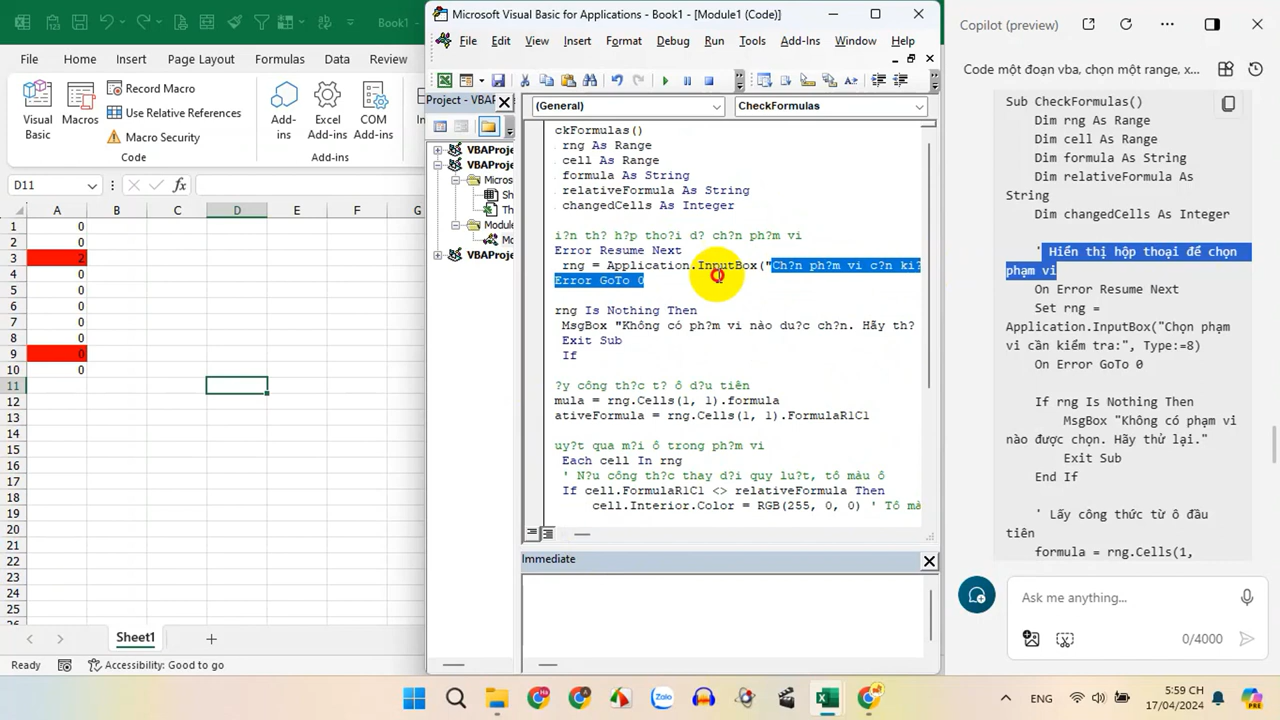 Book1 -
File
Home
Insert
Page Layout
Formulas
Data
Review
Visual Basic
Macros
Record Macro
Use Relative References
Macro Security
Code
Add-ins
Excel Add-ins
COM Add-ins
Add-ins
D11
fx
A B C D E F G
1 0
2 0
3 2
4 0
5 0
6 0
7 0
8 0
9 0
10 0
11
12
13
14
15
16
17
18
19
20
21
22
23
24
25
Sheet1
Ready
Accessibility: Good to go
Microsoft Visual Basic for Applications - Book1 - [Module1 (Code)]
File Edit View Insert Format Debug Run Tools Add-Ins Window Help
Project - VBAP
VBAProje
VBAProje
Micros
Sh
Th
Module
Mo
VBAProje
(General)
CheckFormulas
ckFormulas()
rng As Range
cell As Range
formula As String
relativeFormula As String
changedCells As Integer
i?n th? h?p tho?i d? ch?n ph?m vi
Error Resume Next
rng = Application.InputBox("Ch?n ph?m vi c?n ki?
Error GoTo 0
rng Is Nothing Then
MsgBox "Không có ph?m vi nào du?c ch?n. Hãy th?
Exit Sub
If
?y công th?c t? ô d?u tiên
mula = rng.Cells(1, 1).formula
ativeFormula = rng.Cells(1, 1).FormulaR1C1
uy?t qua m?i ô trong ph?m vi
Each cell In rng
' N?u công th?c thay d?i quy lu?t, tô màu ô
If cell.FormulaR1C1 <> relativeFormula Then
cell.Interior.Color = RGB(255, 0, 0) ' Tô mà
Immediate
Copilot (preview)
Code một đoạn vba, chọn một range, x...
Sub CheckFormulas()
Dim rng As Range
Dim cell As Range
Dim formula As String
Dim relativeFormula As
String
Dim changedCells As Integer
' Hiển thị hộp thoại để chọn
phạm vi
On Error Resume Next
Set rng =
Application.InputBox("Chọn phạm
vi cần kiểm tra:", Type:=8)
On Error GoTo 0
If rng Is Nothing Then
MsgBox "Không có phạm vi
nào được chọn. Hãy thử lại."
Exit Sub
End If
' Lấy công thức từ ô đầu
tiên
formula = rng.Cells(1,
Ask me anything...
0/4000
Zalo
ENG
5:59 CH
17/04/2024
PRE